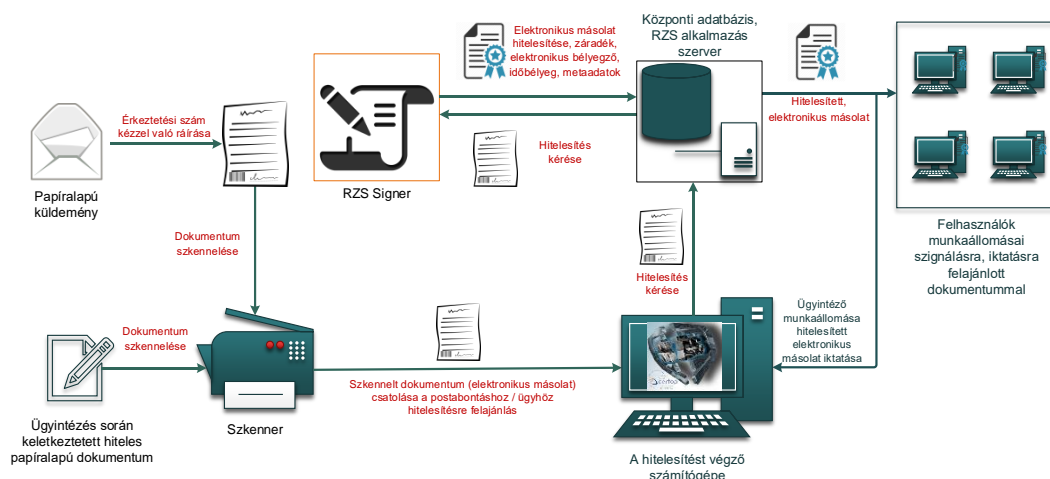 Érkeztetési szám
kézzel való ráírása
Papíralapú
küldemény
RZS Signer
Elektronikus másolat
hitelesítése, záradék,
elektronikus bélyegző,
időbélyeg, metaadatok
Hitelesítés
kérése
Központi adatbázis,
RZS alkalmazás
szerver
Hitelesített,
elektronikus másolat
Felhasználók
munkaállomásai
szignálásra, iktatásra
felajánlott
dokumentummal
Dokumentum
szkennelése
Dokumentum
szkennelése
Ügyintézés során
keletkeztetett hiteles
papíralapú dokumentum
Szkenner
Szkennelt dokumentum (elektronikus másolat)
csatolása a postabontáshoz / ügyhöz
hitelesítésre felajánlás
Hitelesítés
kérése
A hitelesítést végző
számítógépe
Ügyintéző
munkaállomása
hitelesített
elektronikus
másolat iktatása